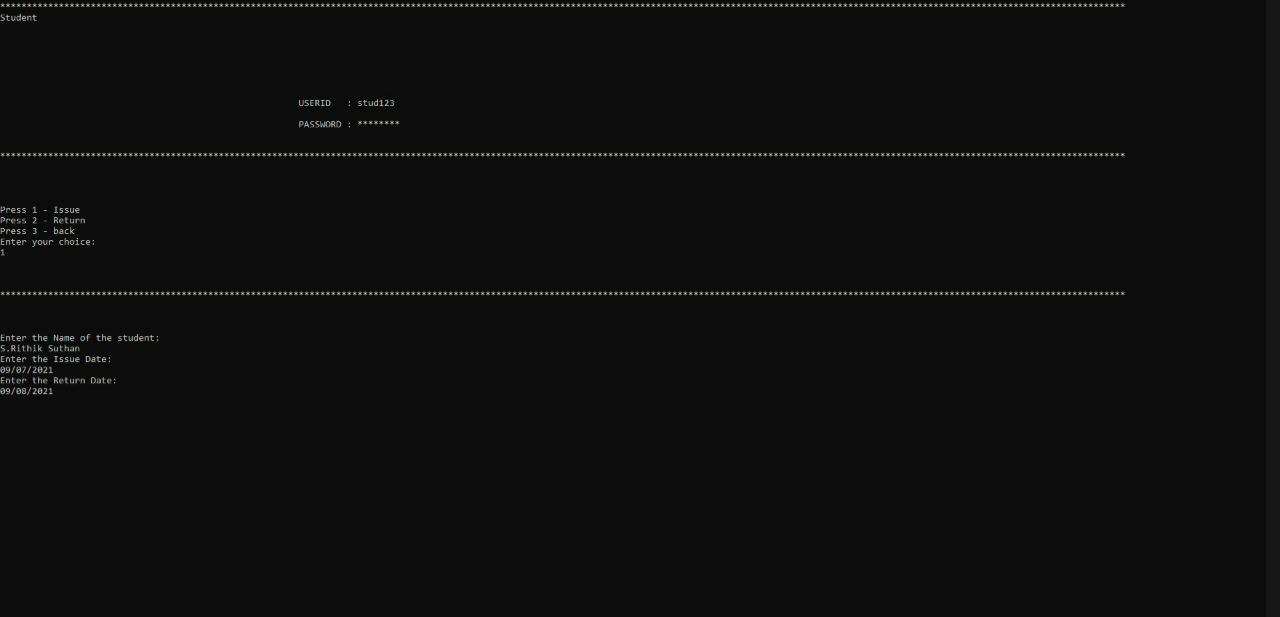 ********************************************************************************************************************************************************************************************************************
Student
USERID   : stud123
PASSWORD : ********
********************************************************************************************************************************************************************************************************************
Press 1 - Issue
Press 2 - Return
Press 3 - back
Enter your choice:
1
********************************************************************************************************************************************************************************************************************
Enter the Name of the student:
S.Rithik Suthan
Enter the Issue Date:
09/07/2021
Enter the Return Date:
09/08/2021